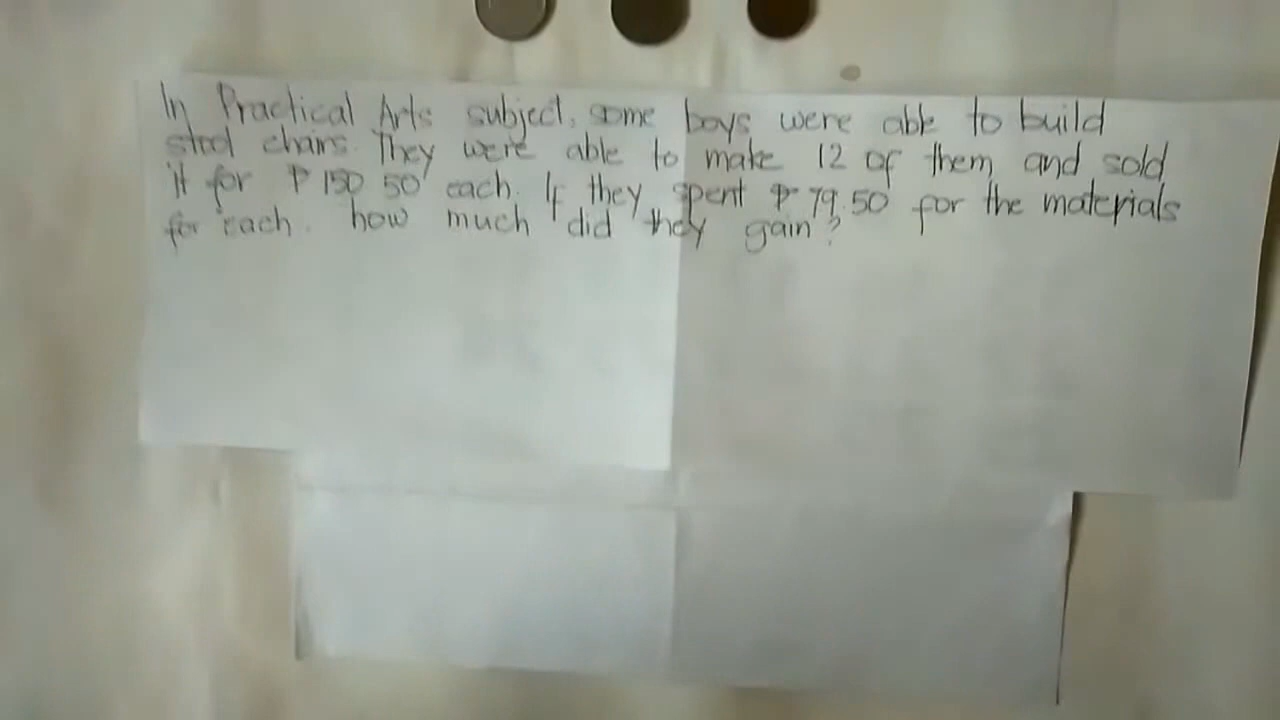 In Practical Arts subject, some boys were able to build
stool chairs. They were able to make 12 of them and sold
it for ₱ 150 50 each. If they spent ₱ 79.50 for the materials
for each. how much did they gain?